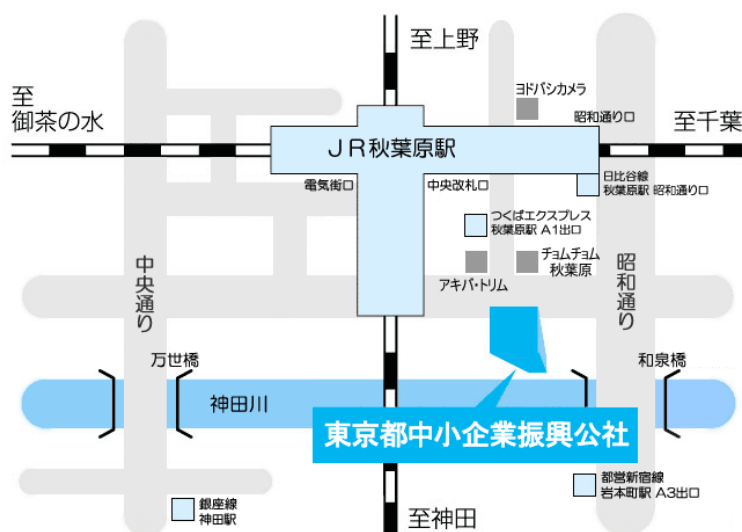 至上野
ヨドバシカメラ
至
御茶の水
昭和通り口
至千葉
JR秋葉原駅
電気街口
中央改札口
日比谷線
秋葉原駅 昭和通り口
つくばエクスプレス
秋葉原駅 A1出口
チョムチョム
秋葉原
アキバ・トリム
中央通り
昭和通り
万世橋
和泉橋
神田川
東京都中小企業振興公社
都営新宿線
岩本町駅 A3出口
銀座線
神田駅
至神田